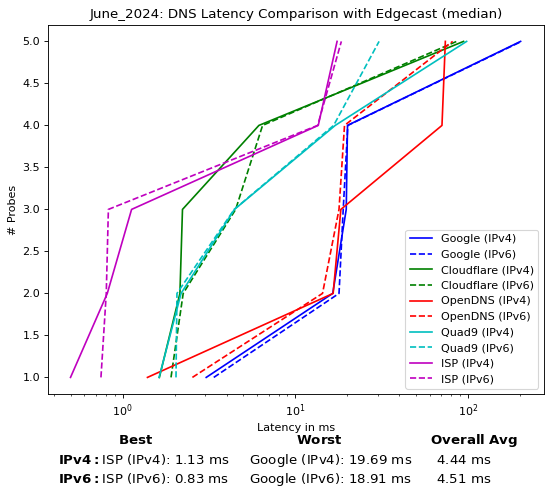 June_2024: DNS Latency Comparison with Edgecast (median)
5.0
4.5
4.0
3.5
3.0
2.5
2.0
1.5
1.0
# Probes
Google (IPv4)
Google (IPv6)
Cloudflare (IPv4)
Cloudflare (IPv6)
OpenDNS (IPv4)
OpenDNS (IPv6)
Quad9 (IPv4)
Quad9 (IPv6)
ISP (IPv4)
ISP (IPv6)
10⁰ 10¹ 10²
Latency in ms
Best Worst Overall Avg
IPv4: ISP (IPv4): 1.13 ms Google (IPv4): 19.69 ms 4.44 ms
IPv6: ISP (IPv6): 0.83 ms Google (IPv6): 18.91 ms 4.51 ms